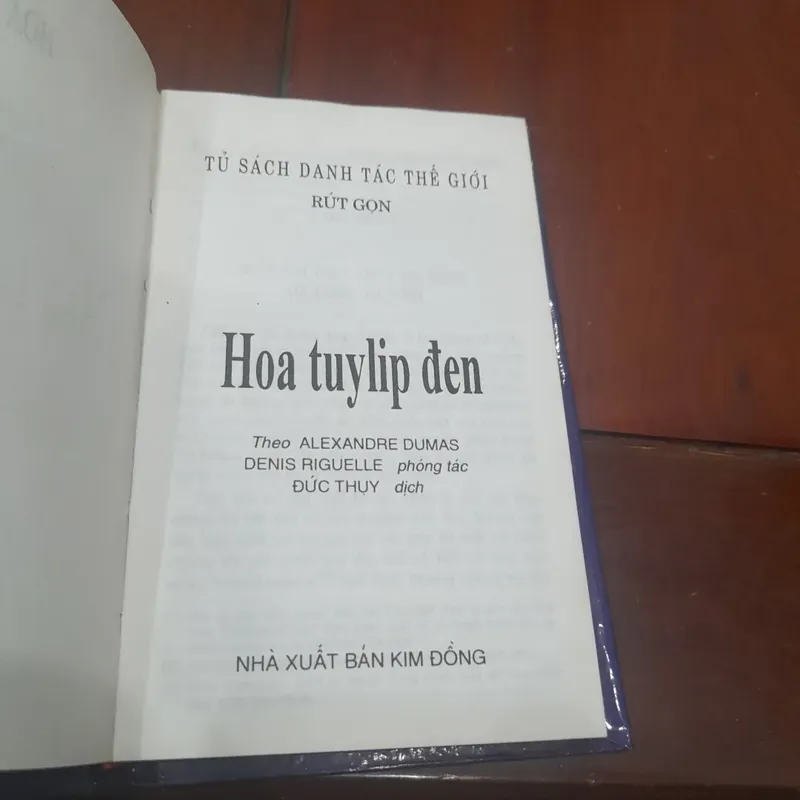 TỦ SÁCH DANH TÁC THẾ GIỚI
RÚT GỌN
Hoa tuylip đen
Theo ALEXANDRE DUMAS
DENIS RIGUELLE phóng tác
ĐỨC THỤY dịch
NHÀ XUẤT BẢN KIM ĐỒNG